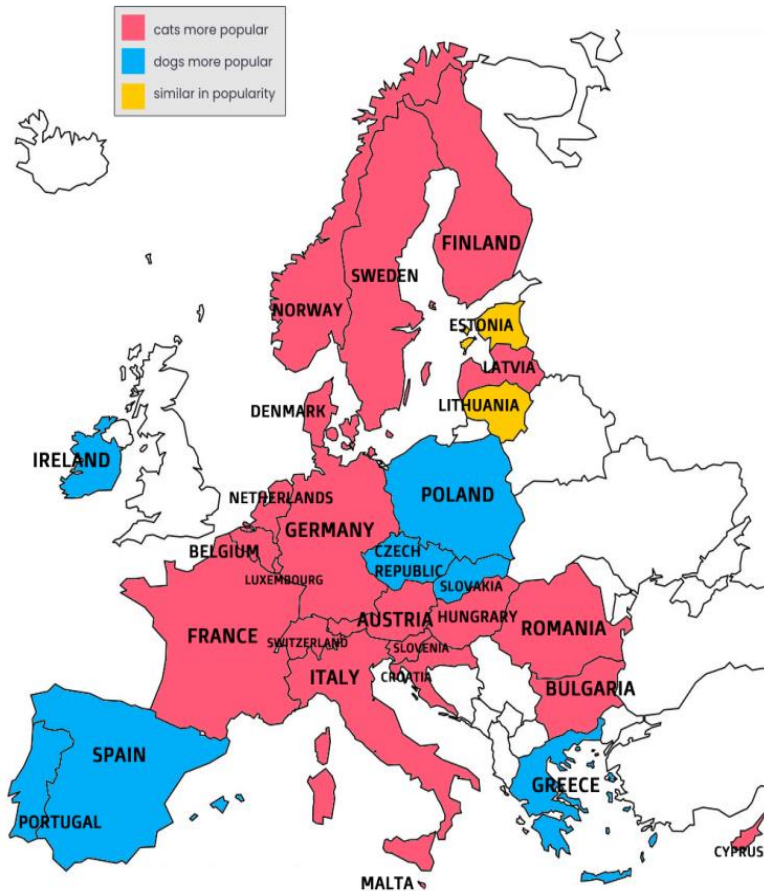 cats more popular
dogs more popular
similar in popularity
FINLAND
SWEDEN
NORWAY
ESTONIA
LATVIA
LITHUANIA
DENMARK
IRELAND
NETHERLANDS
POLAND
GERMANY
BELGIUM
CZECH
REPUBLIC
LUXEMBOURG
SLOVAKIA
AUSTRIA
HUNGRARY
ROMANIA
FRANCE
SWITZERLAND
SLOVENIA
ITALY
CROATIA
BULGARIA
SPAIN
GREECE
PORTUGAL
CYPRUS
MALTA